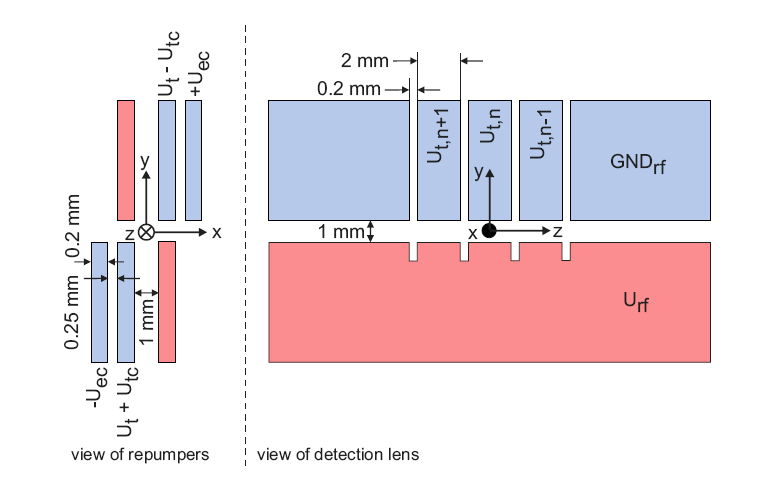 U_t - U_tc
+U_ec
y
z
x
0.2 mm
0.25 mm
1 mm
-U_ec
U_t + U_tc
view of repumpers
2 mm
0.2 mm
U_t,n+1
U_t,n
U_t,n-1
GND_rf
y
x
z
1 mm
U_rf
view of detection lens